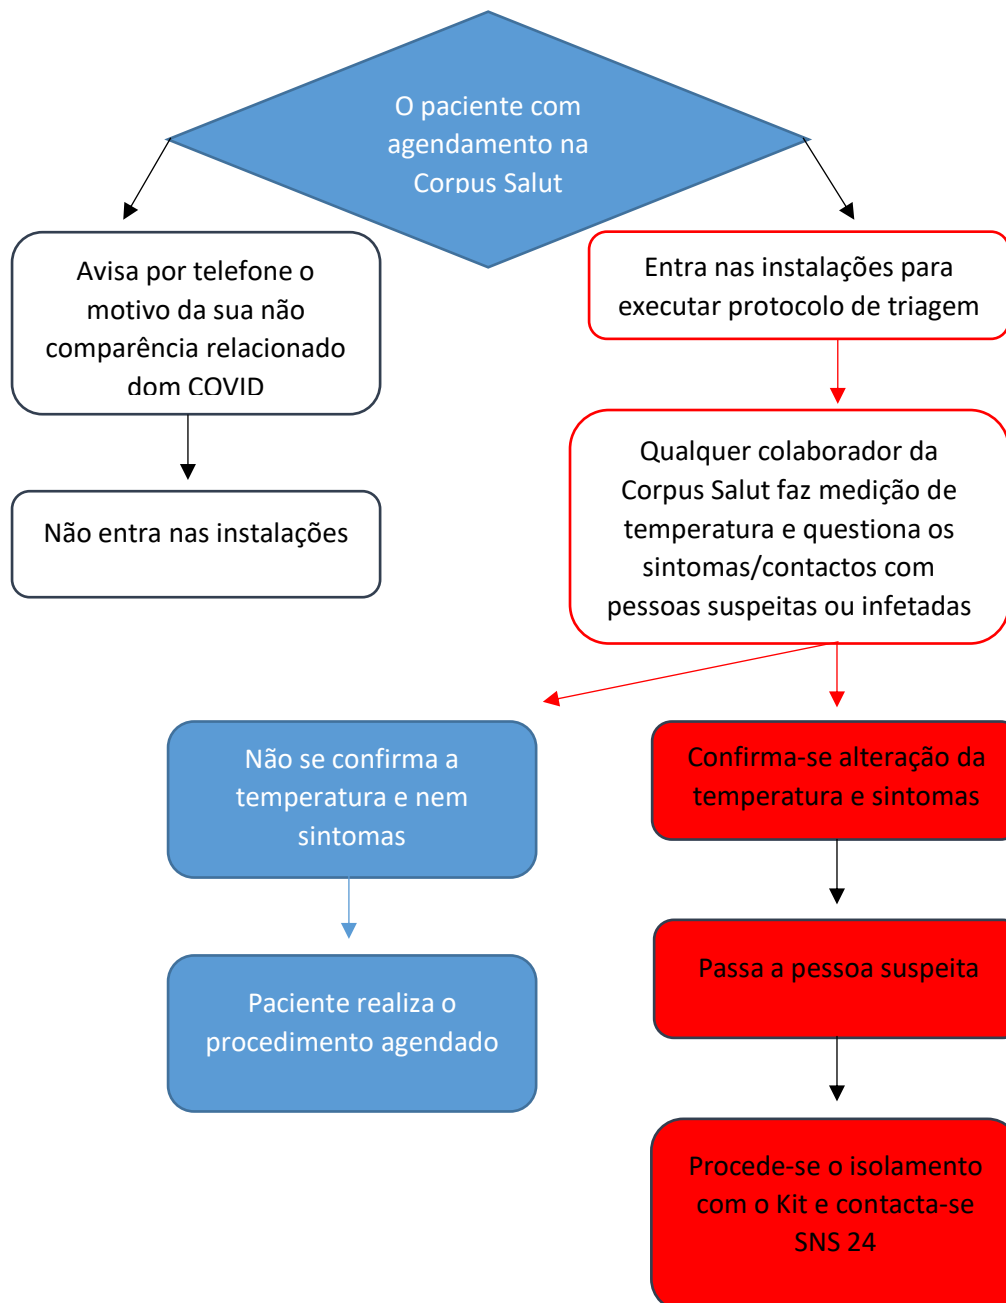 O paciente com
agendamento na
Corpus Salut
Avisa por telefone o
motivo da sua não
comparência relacionado
dom COVID
Não entra nas instalações
Entra nas instalações para
executar protocolo de triagem
Qualquer colaborador da
Corpus Salut faz medição de
temperatura e questiona os
sintomas/contactos com
pessoas suspeitas ou infetadas
Não se confirma a
temperatura e nem
sintomas
Paciente realiza o
procedimento agendado
Confirma-se alteração da
temperatura e sintomas
Passa a pessoa suspeita
Procede-se o isolamento
com o Kit e contacta-se
SNS 24